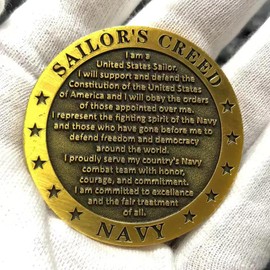 SAILOR'S CREED
I am a
United States Sailor.
I will support and defend the
Constitution of the United States
of America and I will obey the orders
of those appointed over me.
I represent the fighting spirit of the Navy
and those who have gone before me to
defend freedom and democracy
around the world.
I proudly serve my country's Navy
combat team with honor,
courage, and commitment.
I am committed to excellence
and the fair treatment
of all.
NAVY